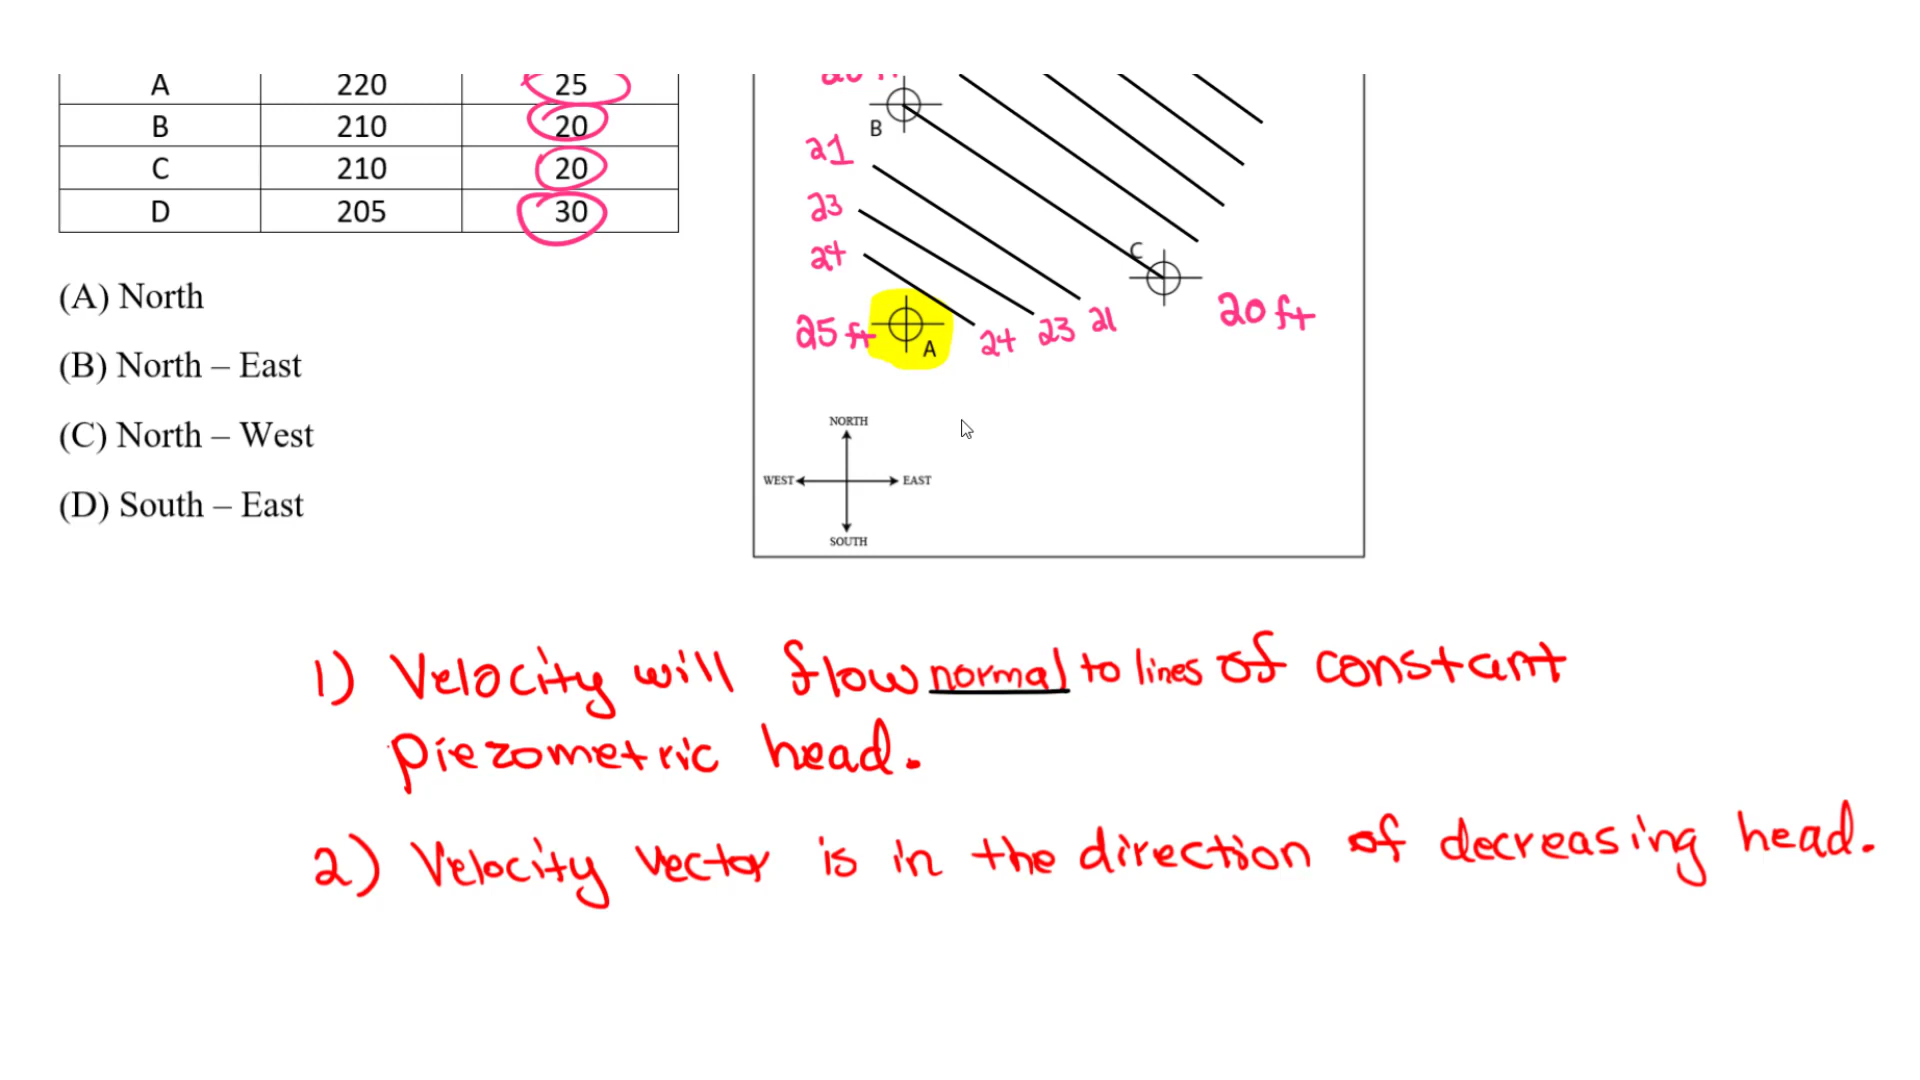 A 220 25
B 210 20
C 210 20
D 205 30
(A) North
(B) North – East
(C) North – West
(D) South – East
B
21
23
24
25 ft
A
24 23 21
C
20 ft
NORTH
WEST EAST
SOUTH
1) Velocity will flow normal to lines of constant
piezometric head.
2) Velocity vector is in the direction of decreasing head.